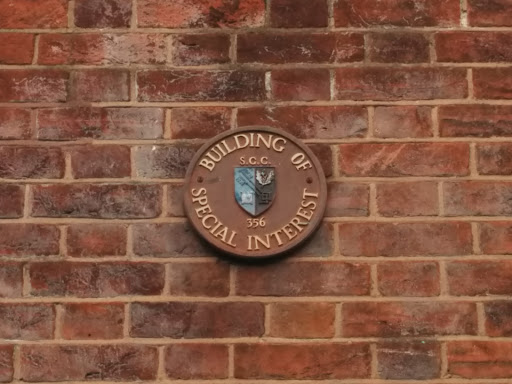 BUILDING OF
S.C.C.
356
SPECIAL INTEREST